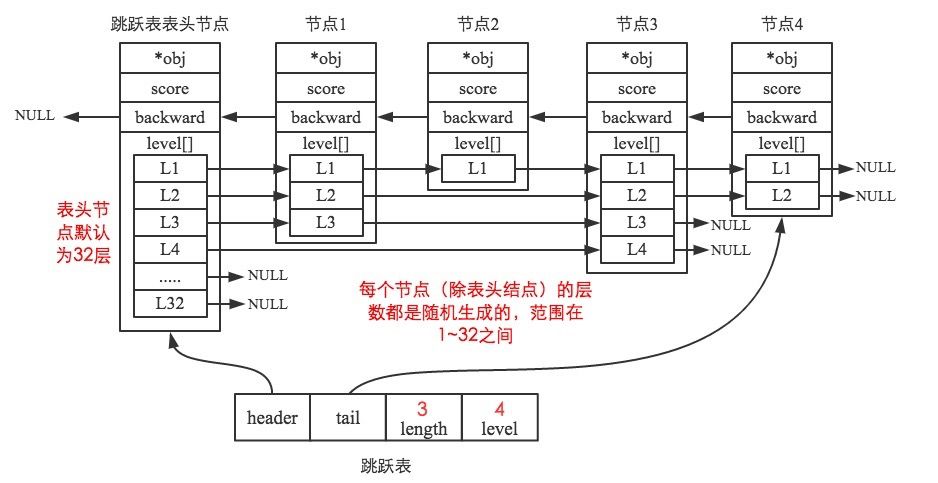 跳跃表表头节点 节点1 节点2 节点3 节点4
*obj *obj *obj *obj *obj
score score score score score
NULL backward backward backward backward backward
level[] level[] level[] level[] level[]
L1 L1 L1 L1 L1 NULL
L2 L2 L2 L2 NULL
L3 L3 L3 NULL
L4 L4 NULL
..... NULL
L32 NULL
表头节
点默认
为32层
每个节点（除表头结点）的层
数都是随机生成的，范围在
1~32之间
header tail 3 4
length level
跳跃表